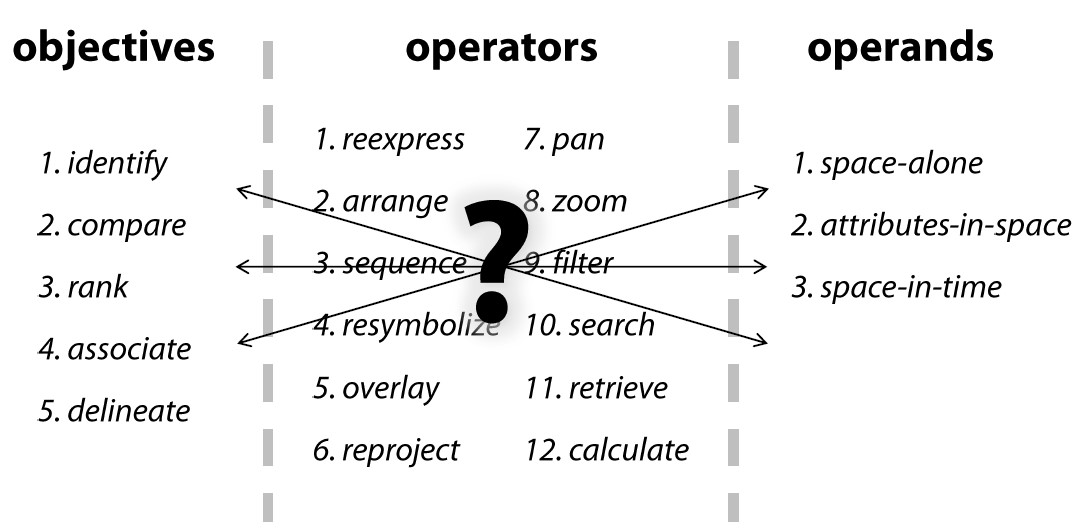 objectives
1. identify
2. compare
3. rank
4. associate
5. delineate
operators
1. reexpress
2. arrange
3. sequence
4. resymbolize
5. overlay
6. reproject
7. pan
8. zoom
9. filter
10. search
11. retrieve
12. calculate
?
operands
1. space-alone
2. attributes-in-space
3. space-in-time